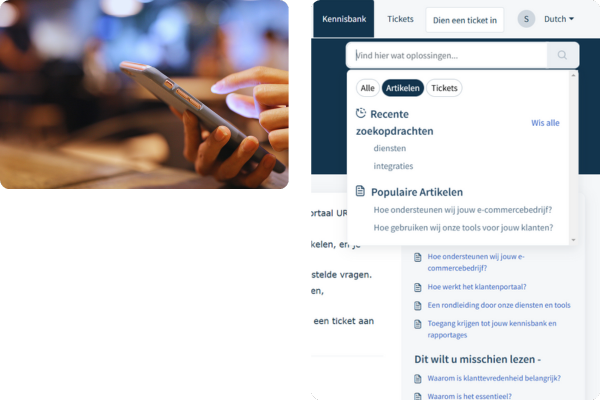 Kennisbank
Tickets
Dien een ticket in
S
Dutch
Vind hier wat oplossingen...
Alle
Artikelen
Tickets
Recente
zoekopdrachten
Wis alle
diensten
integraties
Populaire Artikelen
Hoe ondersteunen wij jouw e-commercebedrijf?
Hoe gebruiken wij onze tools voor jouw klanten?
ortaal UR
kelen, en je
stelde vragen.
en,
een ticket aan
Hoe ondersteunen wij jouw e-
commercebedrijf?
Hoe werkt het klantenportaal?
Een rondleiding door onze diensten en tools
Toegang krijgen tot jouw kennisbank en
rapportages
Dit wilt u misschien lezen -
Waarom is klanttevredenheid belangrijk?
Waarom is het essentieel?